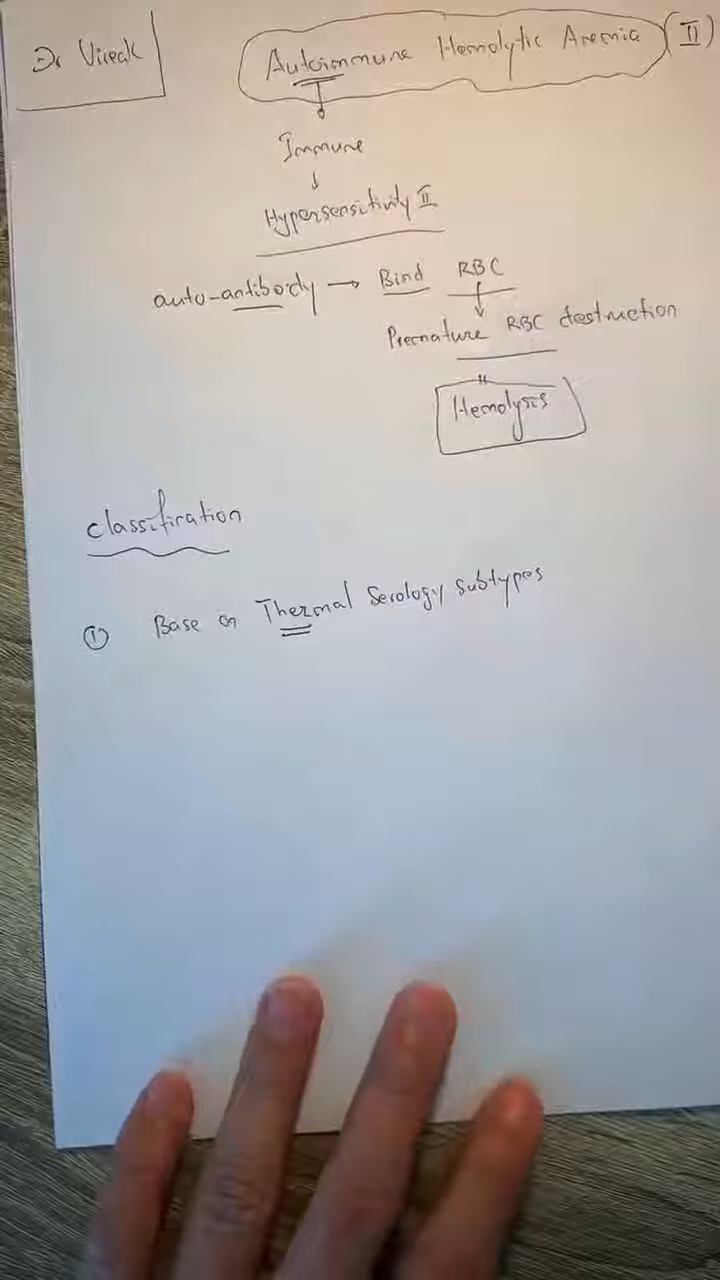 Dr Vireak
Autoimmune Hemolytic Anemia (II)
Immune
Hypersensitivity II
auto-antibody → Bind RBC
Premature RBC destruction
Hemolysis
classification
① Base on Thermal Serology subtypes